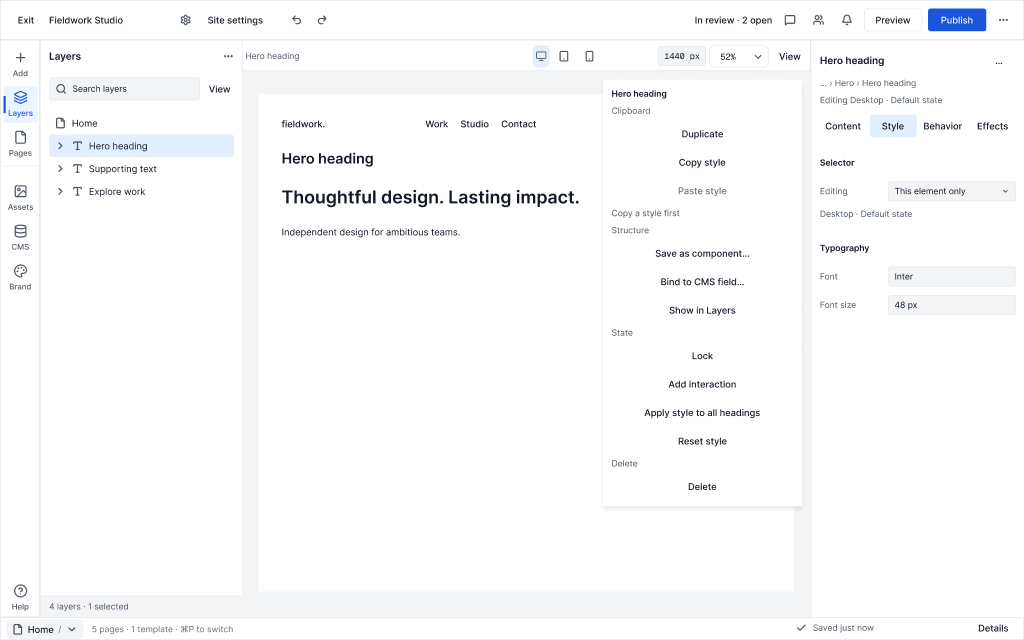 Exit Fieldwork Studio Site settings In review · 2 open Preview Publish ...
Add
Layers
Pages
Assets
CMS
Brand
Help
Layers ...
Search layers View
Home
Hero heading
Supporting text
Explore work
4 layers · 1 selected
Hero heading 1440 px 52% View
fieldwork. Work Studio Contact
Hero heading
Thoughtful design. Lasting impact.
Independent design for ambitious teams.
Hero heading
Clipboard
Duplicate
Copy style
Paste style
Copy a style first
Structure
Save as component...
Bind to CMS field...
Show in Layers
State
Lock
Add interaction
Apply style to all headings
Reset style
Delete
Delete
Hero heading ...
... › Hero › Hero heading
Editing Desktop · Default state
Content Style Behavior Effects
Selector
Editing This element only
Desktop · Default state
Typography
Font Inter
Font size 48 px
Home / 5 pages · 1 template · ⌘P to switch Saved just now Details